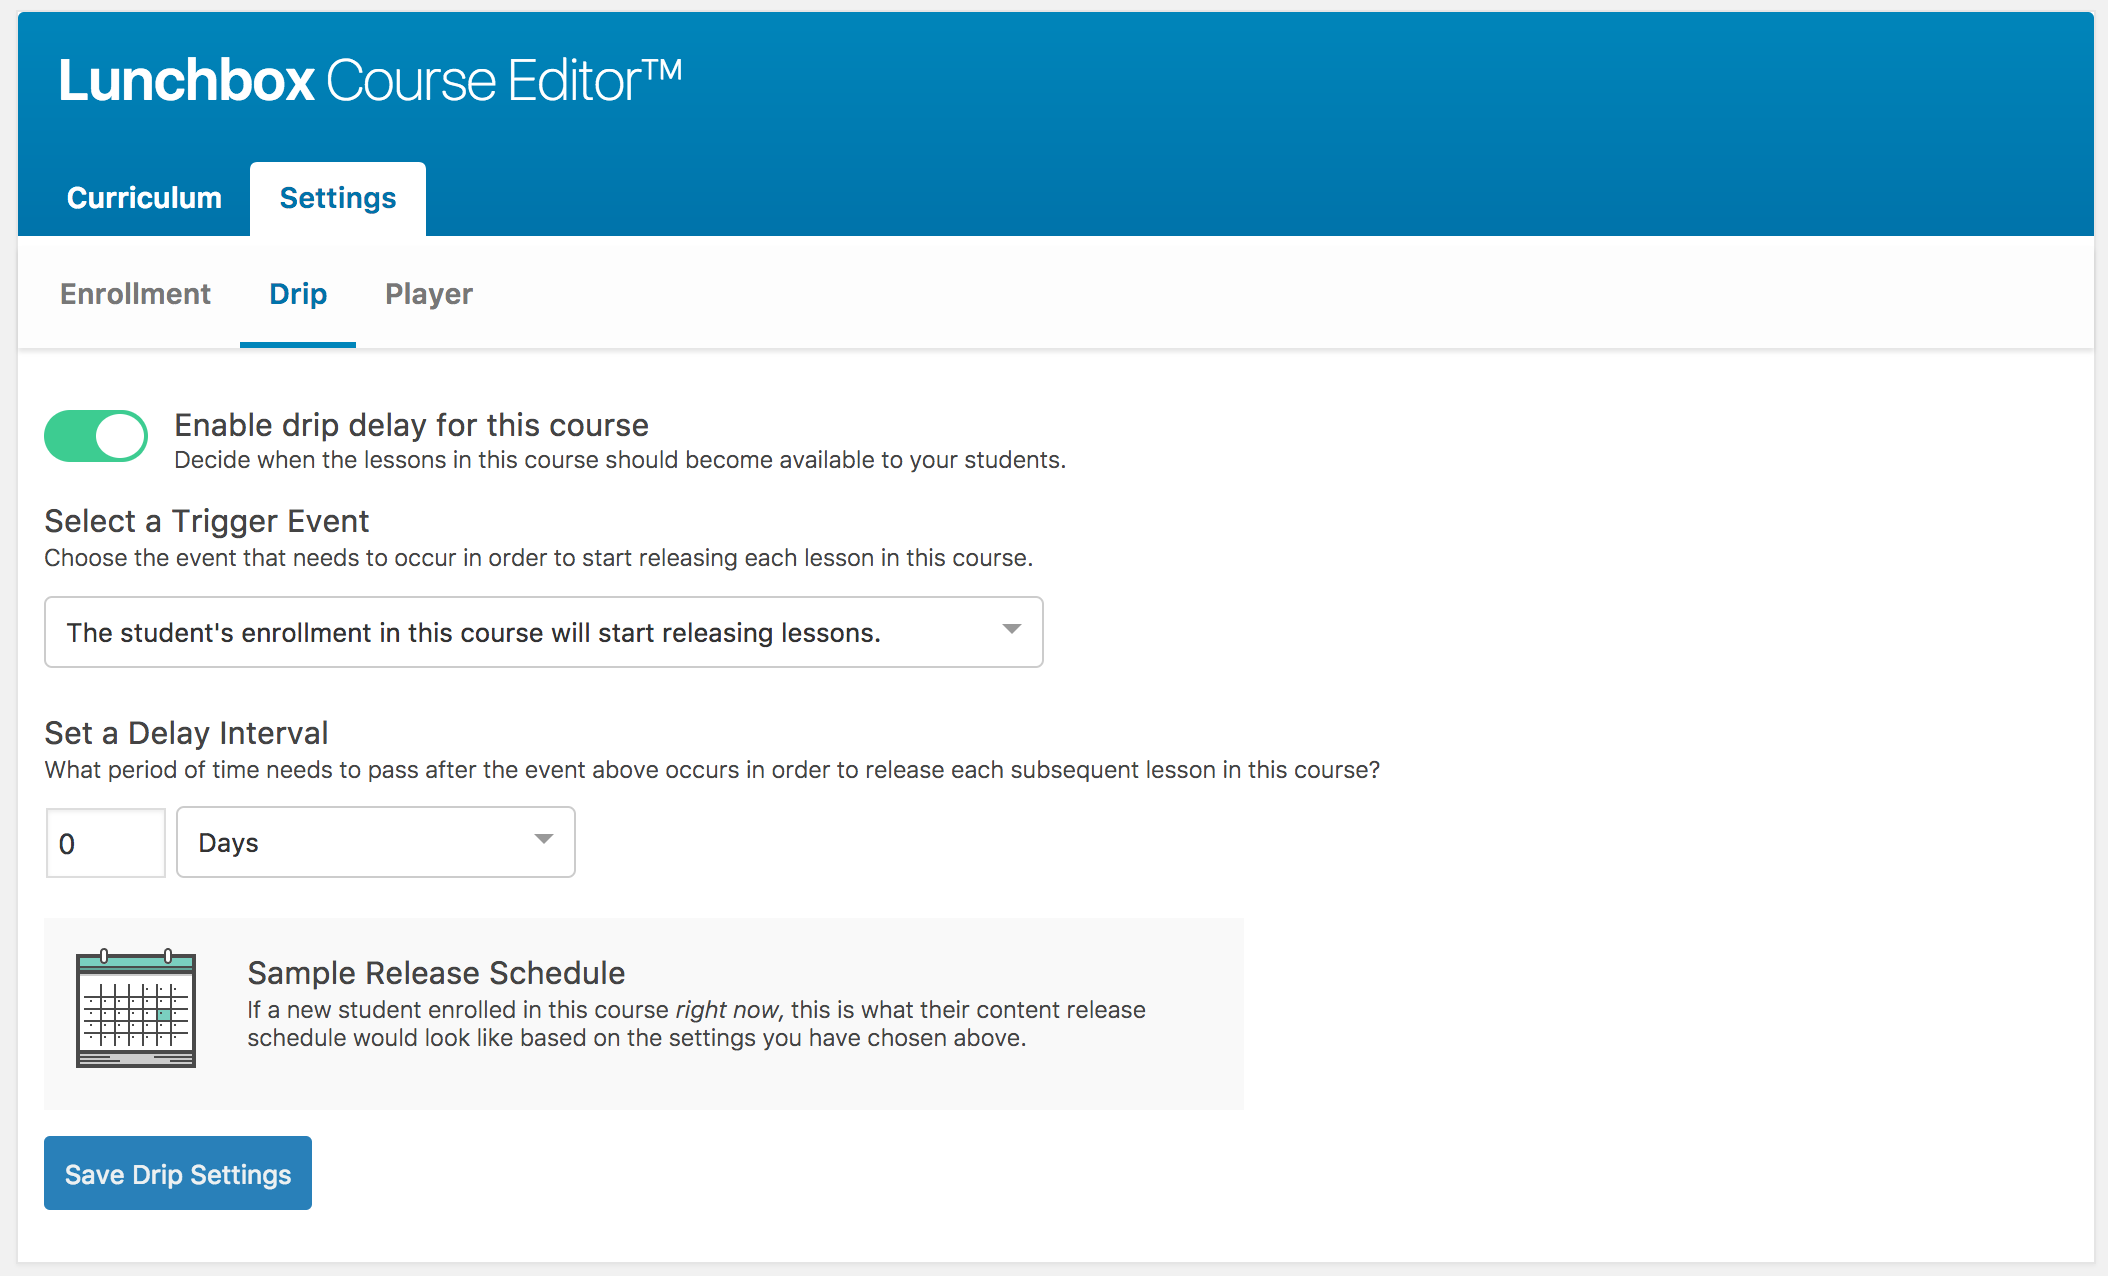 Lunchbox Course Editor™
Curriculum
Settings
Enrollment
Drip
Player
Enable drip delay for this course
Decide when the lessons in this course should become available to your students.
Select a Trigger Event
Choose the event that needs to occur in order to start releasing each lesson in this course.
The student's enrollment in this course will start releasing lessons.
Set a Delay Interval
What period of time needs to pass after the event above occurs in order to release each subsequent lesson in this course?
0
Days
Sample Release Schedule
If a new student enrolled in this course right now, this is what their content release
schedule would look like based on the settings you have chosen above.
Save Drip Settings